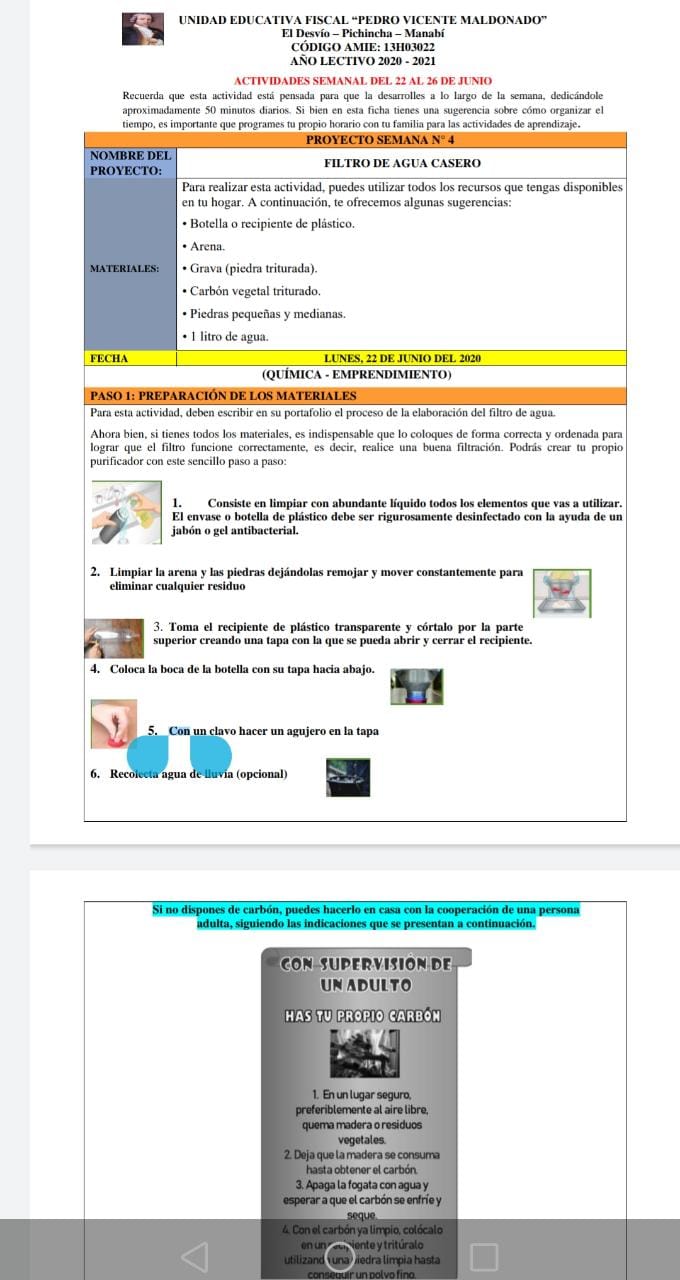 UNIDAD EDUCATIVA FISCAL “PEDRO VICENTE MALDONADO”
El Desvío – Pichincha – Manabí
CÓDIGO AMIE: 13H03022
AÑO LECTIVO 2020 - 2021
ACTIVIDADES SEMANAL DEL 22 AL 26 DE JUNIO
Recuerda que esta actividad está pensada para que la desarrolles a lo largo de la semana, dedicándole
aproximadamente 50 minutos diarios. Si bien en esta ficha tienes una sugerencia sobre cómo organizar el
tiempo, es importante que programes tu propio horario con tu familia para las actividades de aprendizaje.
PROYECTO SEMANA N° 4
NOMBRE DEL
PROYECTO:
FILTRO DE AGUA CASERO
MATERIALES:
Para realizar esta actividad, puedes utilizar todos los recursos que tengas disponibles
en tu hogar. A continuación, te ofrecemos algunas sugerencias:
• Botella o recipiente de plástico.
• Arena.
• Grava (piedra triturada).
• Carbón vegetal triturado.
• Piedras pequeñas y medianas.
• 1 litro de agua.
FECHA
LUNES, 22 DE JUNIO DEL 2020
(QUÍMICA - EMPRENDIMIENTO)
PASO 1: PREPARACIÓN DE LOS MATERIALES
Para esta actividad, deben escribir en su portafolio el proceso de la elaboración del filtro de agua.
Ahora bien, si tienes todos los materiales, es indispensable que lo coloques de forma correcta y ordenada para
lograr que el filtro funcione correctamente, es decir, realice una buena filtración. Podrás crear tu propio
purificador con este sencillo paso a paso:
1. Consiste en limpiar con abundante líquido todos los elementos que vas a utilizar.
El envase o botella de plástico debe ser rigurosamente desinfectado con la ayuda de un
jabón o gel antibacterial.
2. Limpiar la arena y las piedras dejándolas remojar y mover constantemente para
eliminar cualquier residuo
3. Toma el recipiente de plástico transparente y córtalo por la parte
superior creando una tapa con la que se pueda abrir y cerrar el recipiente.
4. Coloca la boca de la botella con su tapa hacia abajo.
5. Con un clavo hacer un agujero en la tapa
6. Recolecta agua de lluvia (opcional)
Si no dispones de carbón, puedes hacerlo en casa con la cooperación de una persona
adulta, siguiendo las indicaciones que se presentan a continuación.
CON SUPERVISIÓN DE
UN ADULTO
HAS TU PROPIO CARBÓN
1. En un lugar seguro,
preferiblemente al aire libre,
quema madera o residuos
vegetales.
2. Deja que la madera se consuma
hasta obtener el carbón.
3. Apaga la fogata con agua y
esperar a que el carbón se enfríe y
seque.
4. Con el carbón ya limpio, colócalo
en un recipiente y tritúralo
utilizando una piedra limpia hasta
conseguir un polvo fino.